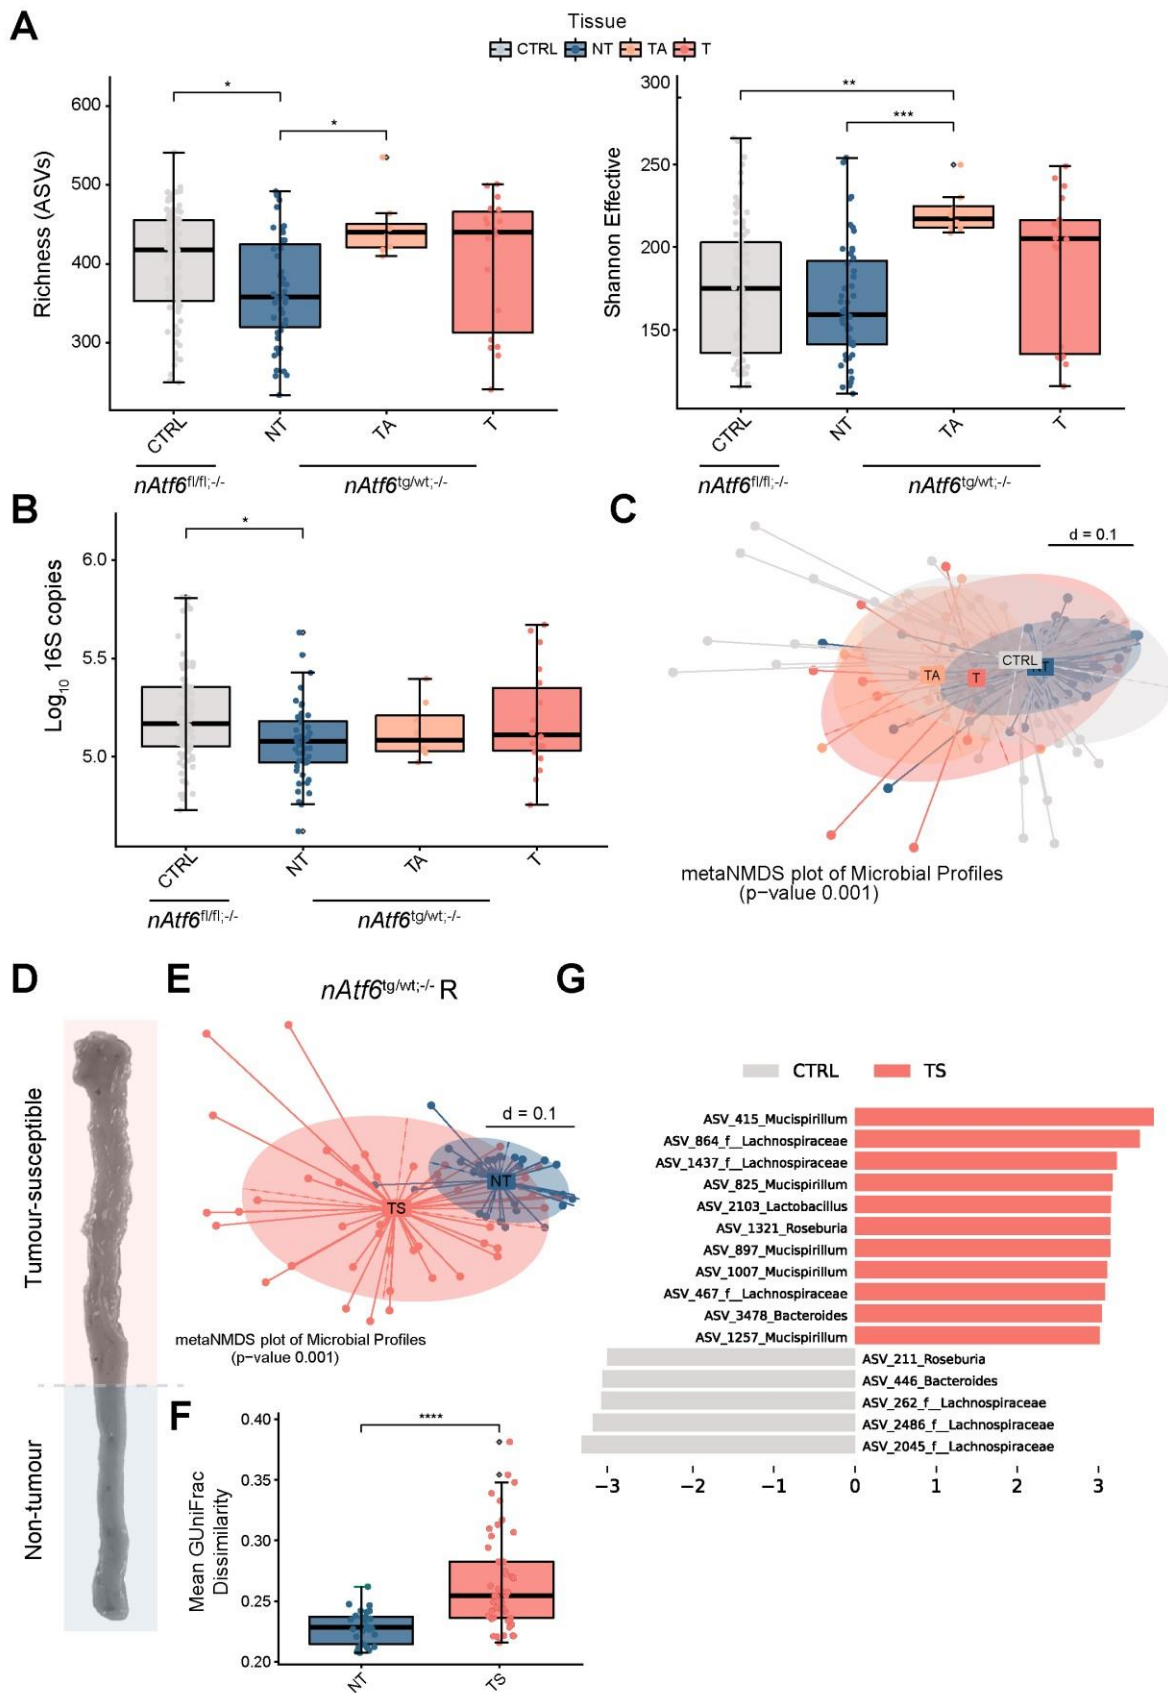 A
Tissue
CTRL NT TA T
Richness (ASVs)
600
500
400
300
*
*
CTRL
NT
TA
T
nAtf6fl/fl;-/-
nAtf6tg/wt;-/-
Shannon Effective
300
250
200
150
**
***
CTRL
NT
TA
T
nAtf6fl/fl;-/-
nAtf6tg/wt;-/-
B
Log10 16S copies
6.0
5.5
5.0
*
CTRL
NT
TA
T
nAtf6fl/fl;-/-
nAtf6tg/wt;-/-
C
d = 0.1
CTRL
NT
TA
T
metaNMDS plot of Microbial Profiles
(p−value 0.001)
D
Tumour-susceptible
Non-tumour
E
nAtf6tg/wt;-/- R
d = 0.1
NT
TS
metaNMDS plot of Microbial Profiles
(p−value 0.001)
F
Mean GUniFrac
Dissimilarity
0.40
0.35
0.30
0.25
0.20
****
NT
TS
G
CTRL TS
ASV_415_Mucispirillum
ASV_864_f__Lachnospiraceae
ASV_1437_f__Lachnospiraceae
ASV_825_Mucispirillum
ASV_2103_Lactobacillus
ASV_1321_Roseburia
ASV_897_Mucispirillum
ASV_1007_Mucispirillum
ASV_467_f__Lachnospiraceae
ASV_3478_Bacteroides
ASV_1257_Mucispirillum
ASV_211_Roseburia
ASV_446_Bacteroides
ASV_262_f__Lachnospiraceae
ASV_2486_f__Lachnospiraceae
ASV_2045_f__Lachnospiraceae
−3 −2 −1 0 1 2 3